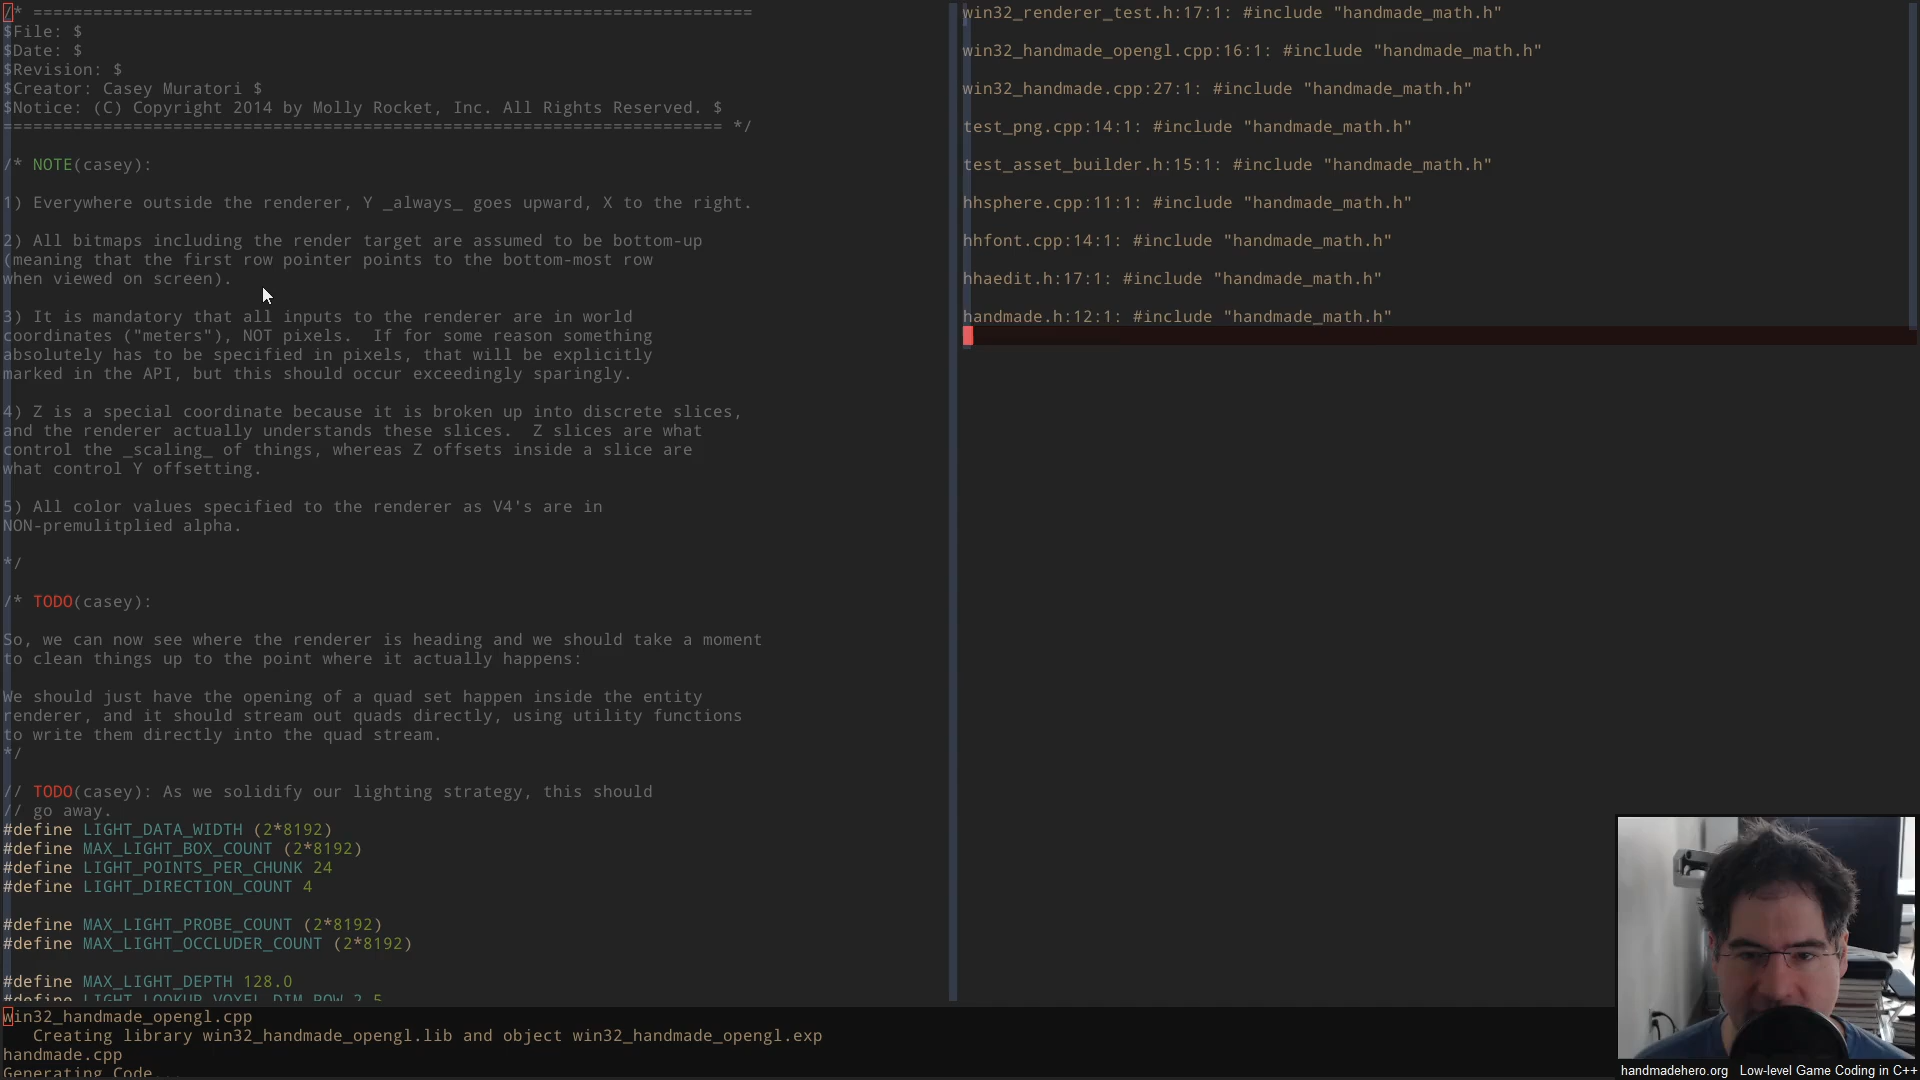 /* ========================================================================
$File: $
$Date: $
$Revision: $
$Creator: Casey Muratori $
$Notice: (C) Copyright 2014 by Molly Rocket, Inc. All Rights Reserved. $
======================================================================== */
/* NOTE(casey):
1) Everywhere outside the renderer, Y _always_ goes upward, X to the right.
2) All bitmaps including the render target are assumed to be bottom-up
(meaning that the first row pointer points to the bottom-most row
when viewed on screen).
3) It is mandatory that all inputs to the renderer are in world
coordinates ("meters"), NOT pixels.  If for some reason something
absolutely has to be specified in pixels, that will be explicitly
marked in the API, but this should occur exceedingly sparingly.
4) Z is a special coordinate because it is broken up into discrete slices,
and the renderer actually understands these slices.  Z slices are what
control the _scaling_ of things, whereas Z offsets inside a slice are
what control Y offsetting.
5) All color values specified to the renderer as V4's are in
NON-premulitplied alpha.
*/
/* TODO(casey):
So, we can now see where the renderer is heading and we should take a moment
to clean things up to the point where it actually happens:
We should just have the opening of a quad set happen inside the entity
renderer, and it should stream out quads directly, using utility functions
to write them directly into the quad stream.
*/
// TODO(casey): As we solidify our lighting strategy, this should
// go away.
#define LIGHT_DATA_WIDTH (2*8192)
#define MAX_LIGHT_BOX_COUNT (2*8192)
#define LIGHT_POINTS_PER_CHUNK 24
#define LIGHT_DIRECTION_COUNT 4
#define MAX_LIGHT_PROBE_COUNT (2*8192)
#define MAX_LIGHT_OCCLUDER_COUNT (2*8192)
#define MAX_LIGHT_DEPTH 128.0
#define LIGHT_LOOKUP_VOXEL_DIM_POW_2 5
win32_renderer_test.h:17:1: #include "handmade_math.h"
win32_handmade_opengl.cpp:16:1: #include "handmade_math.h"
win32_handmade.cpp:27:1: #include "handmade_math.h"
test_png.cpp:14:1: #include "handmade_math.h"
test_asset_builder.h:15:1: #include "handmade_math.h"
hhsphere.cpp:11:1: #include "handmade_math.h"
hhfont.cpp:14:1: #include "handmade_math.h"
hhaedit.h:17:1: #include "handmade_math.h"
handmade.h:12:1: #include "handmade_math.h"
win32_handmade_opengl.cpp
Creating library win32_handmade_opengl.lib and object win32_handmade_opengl.exp
handmade.cpp
Generating Code...
handmadehero.org  Low-level Game Coding in C++